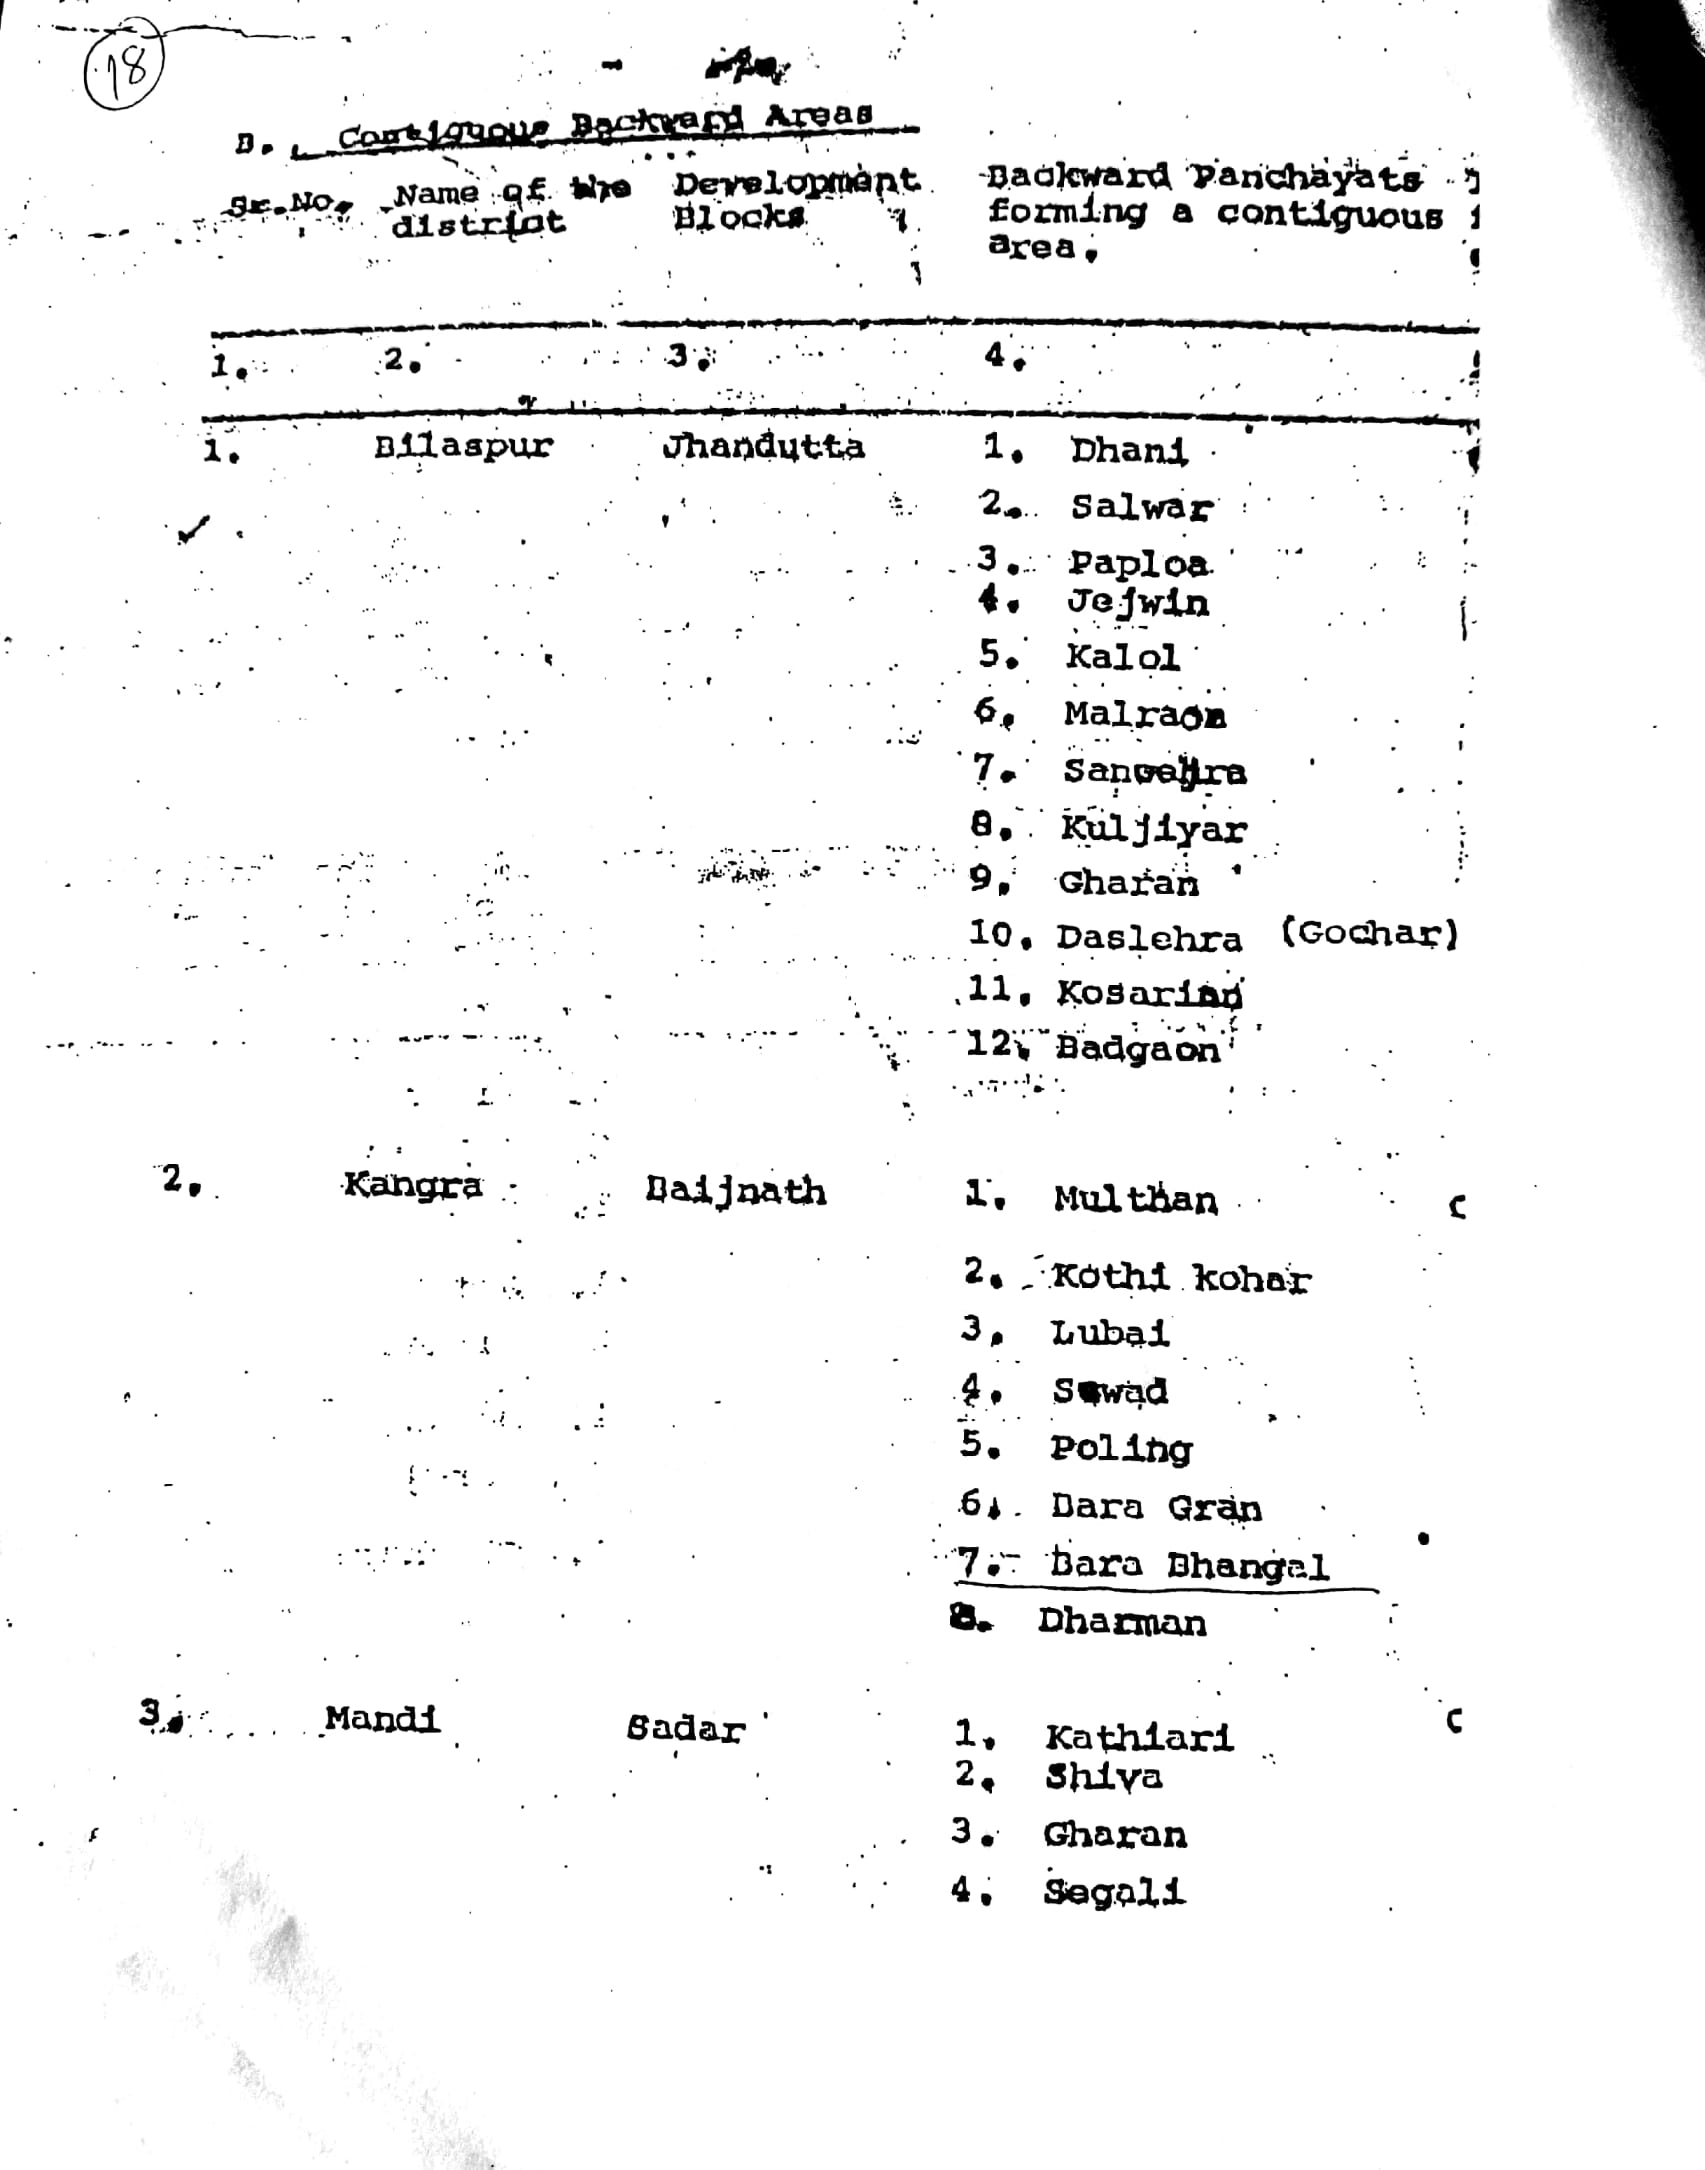 18
B. Contiguous Backward Areas
Sr.No. Name of the Development Backward Panchayats
district Blocks forming a contiguous
area.
1. 2. 3. 4.
1. Bilaspur Jhandutta 1. Dhani
2. Salwar
3. Paploa
4. Jejwin
5. Kalol
6. Malraon
7.
8. Kuljiyar
9. Gharan
10. Daslehra (Gochar)
11.
12. Badgaon
2. Kangra Baijnath 1. Multhan
2. Kothi kohar
3. Lubai
4. Swad
5. Poling
6. Bara Gran
7. Bara Bhangal
8. Dharman
3. Mandi Sadar 1. Kathiari
2. Shiva
3. Gharan
4. Segali